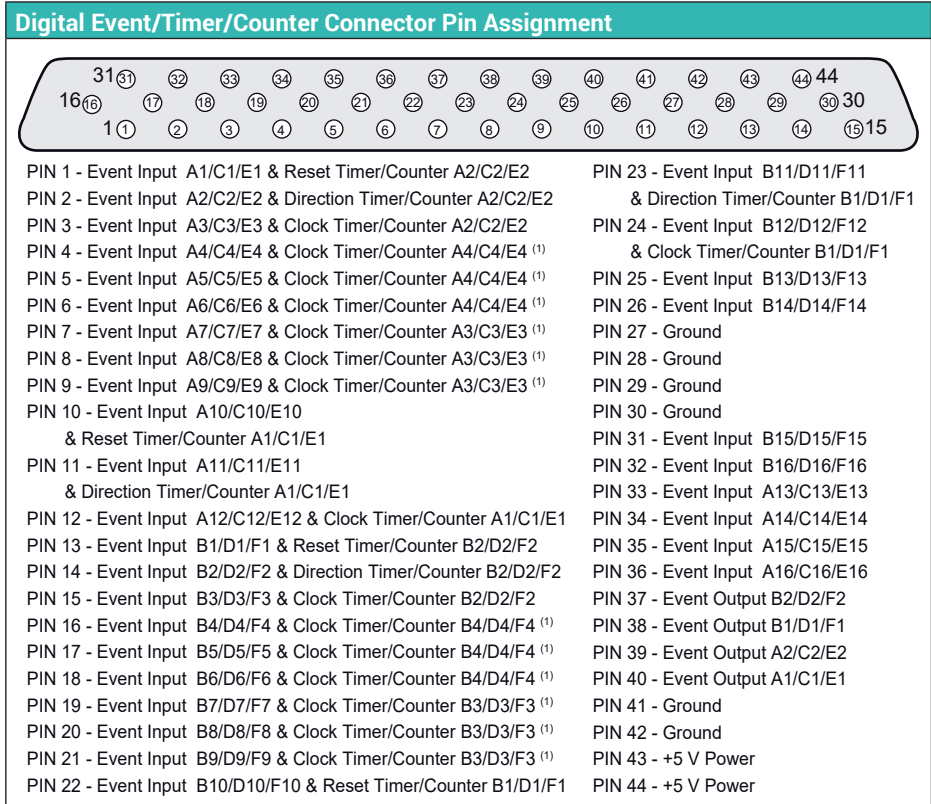 Digital Event/Timer/Counter Connector Pin Assignment
31 31 32 33 34 35 36 37 38 39 40 41 42 43 44 44
16 16 17 18 19 20 21 22 23 24 25 26 27 28 29 30 30
1 1 2 3 4 5 6 7 8 9 10 11 12 13 14 15 15
PIN 1 - Event Input A1/C1/E1 & Reset Timer/Counter A2/C2/E2
PIN 2 - Event Input A2/C2/E2 & Direction Timer/Counter A2/C2/E2
PIN 3 - Event Input A3/C3/E3 & Clock Timer/Counter A2/C2/E2
PIN 4 - Event Input A4/C4/E4 & Clock Timer/Counter A4/C4/E4 (1)
PIN 5 - Event Input A5/C5/E5 & Clock Timer/Counter A4/C4/E4 (1)
PIN 6 - Event Input A6/C6/E6 & Clock Timer/Counter A4/C4/E4 (1)
PIN 7 - Event Input A7/C7/E7 & Clock Timer/Counter A3/C3/E3 (1)
PIN 8 - Event Input A8/C8/E8 & Clock Timer/Counter A3/C3/E3 (1)
PIN 9 - Event Input A9/C9/E9 & Clock Timer/Counter A3/C3/E3 (1)
PIN 10 - Event Input A10/C10/E10
& Reset Timer/Counter A1/C1/E1
PIN 11 - Event Input A11/C11/E11
& Direction Timer/Counter A1/C1/E1
PIN 12 - Event Input A12/C12/E12 & Clock Timer/Counter A1/C1/E1
PIN 13 - Event Input B1/D1/F1 & Reset Timer/Counter B2/D2/F2
PIN 14 - Event Input B2/D2/F2 & Direction Timer/Counter B2/D2/F2
PIN 15 - Event Input B3/D3/F3 & Clock Timer/Counter B2/D2/F2
PIN 16 - Event Input B4/D4/F4 & Clock Timer/Counter B4/D4/F4 (1)
PIN 17 - Event Input B5/D5/F5 & Clock Timer/Counter B4/D4/F4 (1)
PIN 18 - Event Input B6/D6/F6 & Clock Timer/Counter B4/D4/F4 (1)
PIN 19 - Event Input B7/D7/F7 & Clock Timer/Counter B3/D3/F3 (1)
PIN 20 - Event Input B8/D8/F8 & Clock Timer/Counter B3/D3/F3 (1)
PIN 21 - Event Input B9/D9/F9 & Clock Timer/Counter B3/D3/F3 (1)
PIN 22 - Event Input B10/D10/F10 & Reset Timer/Counter B1/D1/F1
PIN 23 - Event Input B11/D11/F11
& Direction Timer/Counter B1/D1/F1
PIN 24 - Event Input B12/D12/F12
& Clock Timer/Counter B1/D1/F1
PIN 25 - Event Input B13/D13/F13
PIN 26 - Event Input B14/D14/F14
PIN 27 - Ground
PIN 28 - Ground
PIN 29 - Ground
PIN 30 - Ground
PIN 31 - Event Input B15/D15/F15
PIN 32 - Event Input B16/D16/F16
PIN 33 - Event Input A13/C13/E13
PIN 34 - Event Input A14/C14/E14
PIN 35 - Event Input A15/C15/E15
PIN 36 - Event Input A16/C16/E16
PIN 37 - Event Output B2/D2/F2
PIN 38 - Event Output B1/D1/F1
PIN 39 - Event Output A2/C2/E2
PIN 40 - Event Output A1/C1/E1
PIN 41 - Ground
PIN 42 - Ground
PIN 43 - +5 V Power
PIN 44 - +5 V Power